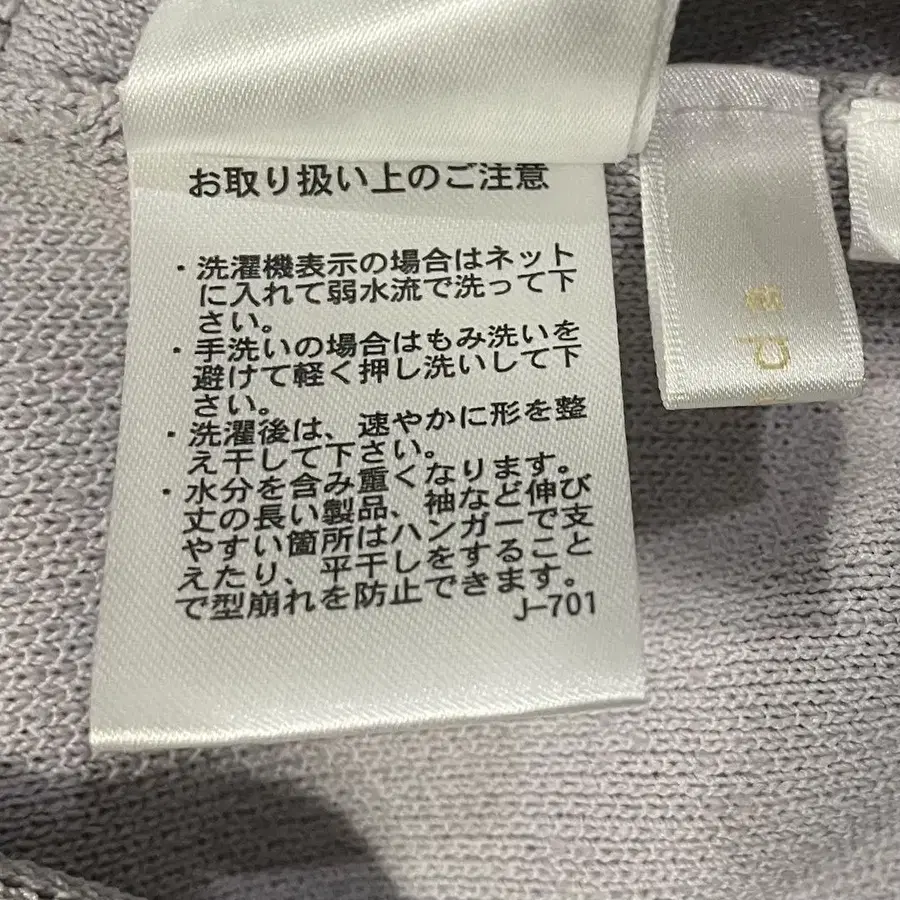 お取り扱い上のご注意
・洗濯機表示の場合はネット
に入れて弱水流で洗って下
さい。
・手洗いの場合はもみ洗いを
避けて軽く押し洗いして下
さい。
・洗濯後は、速やかに形を整
え干して下さい。
・水分を含み重くなります。
丈の長い製品、袖など伸び
やすい箇所はハンガーで支
えたり、平干しをすること
で型崩れを防止できます。
J-701